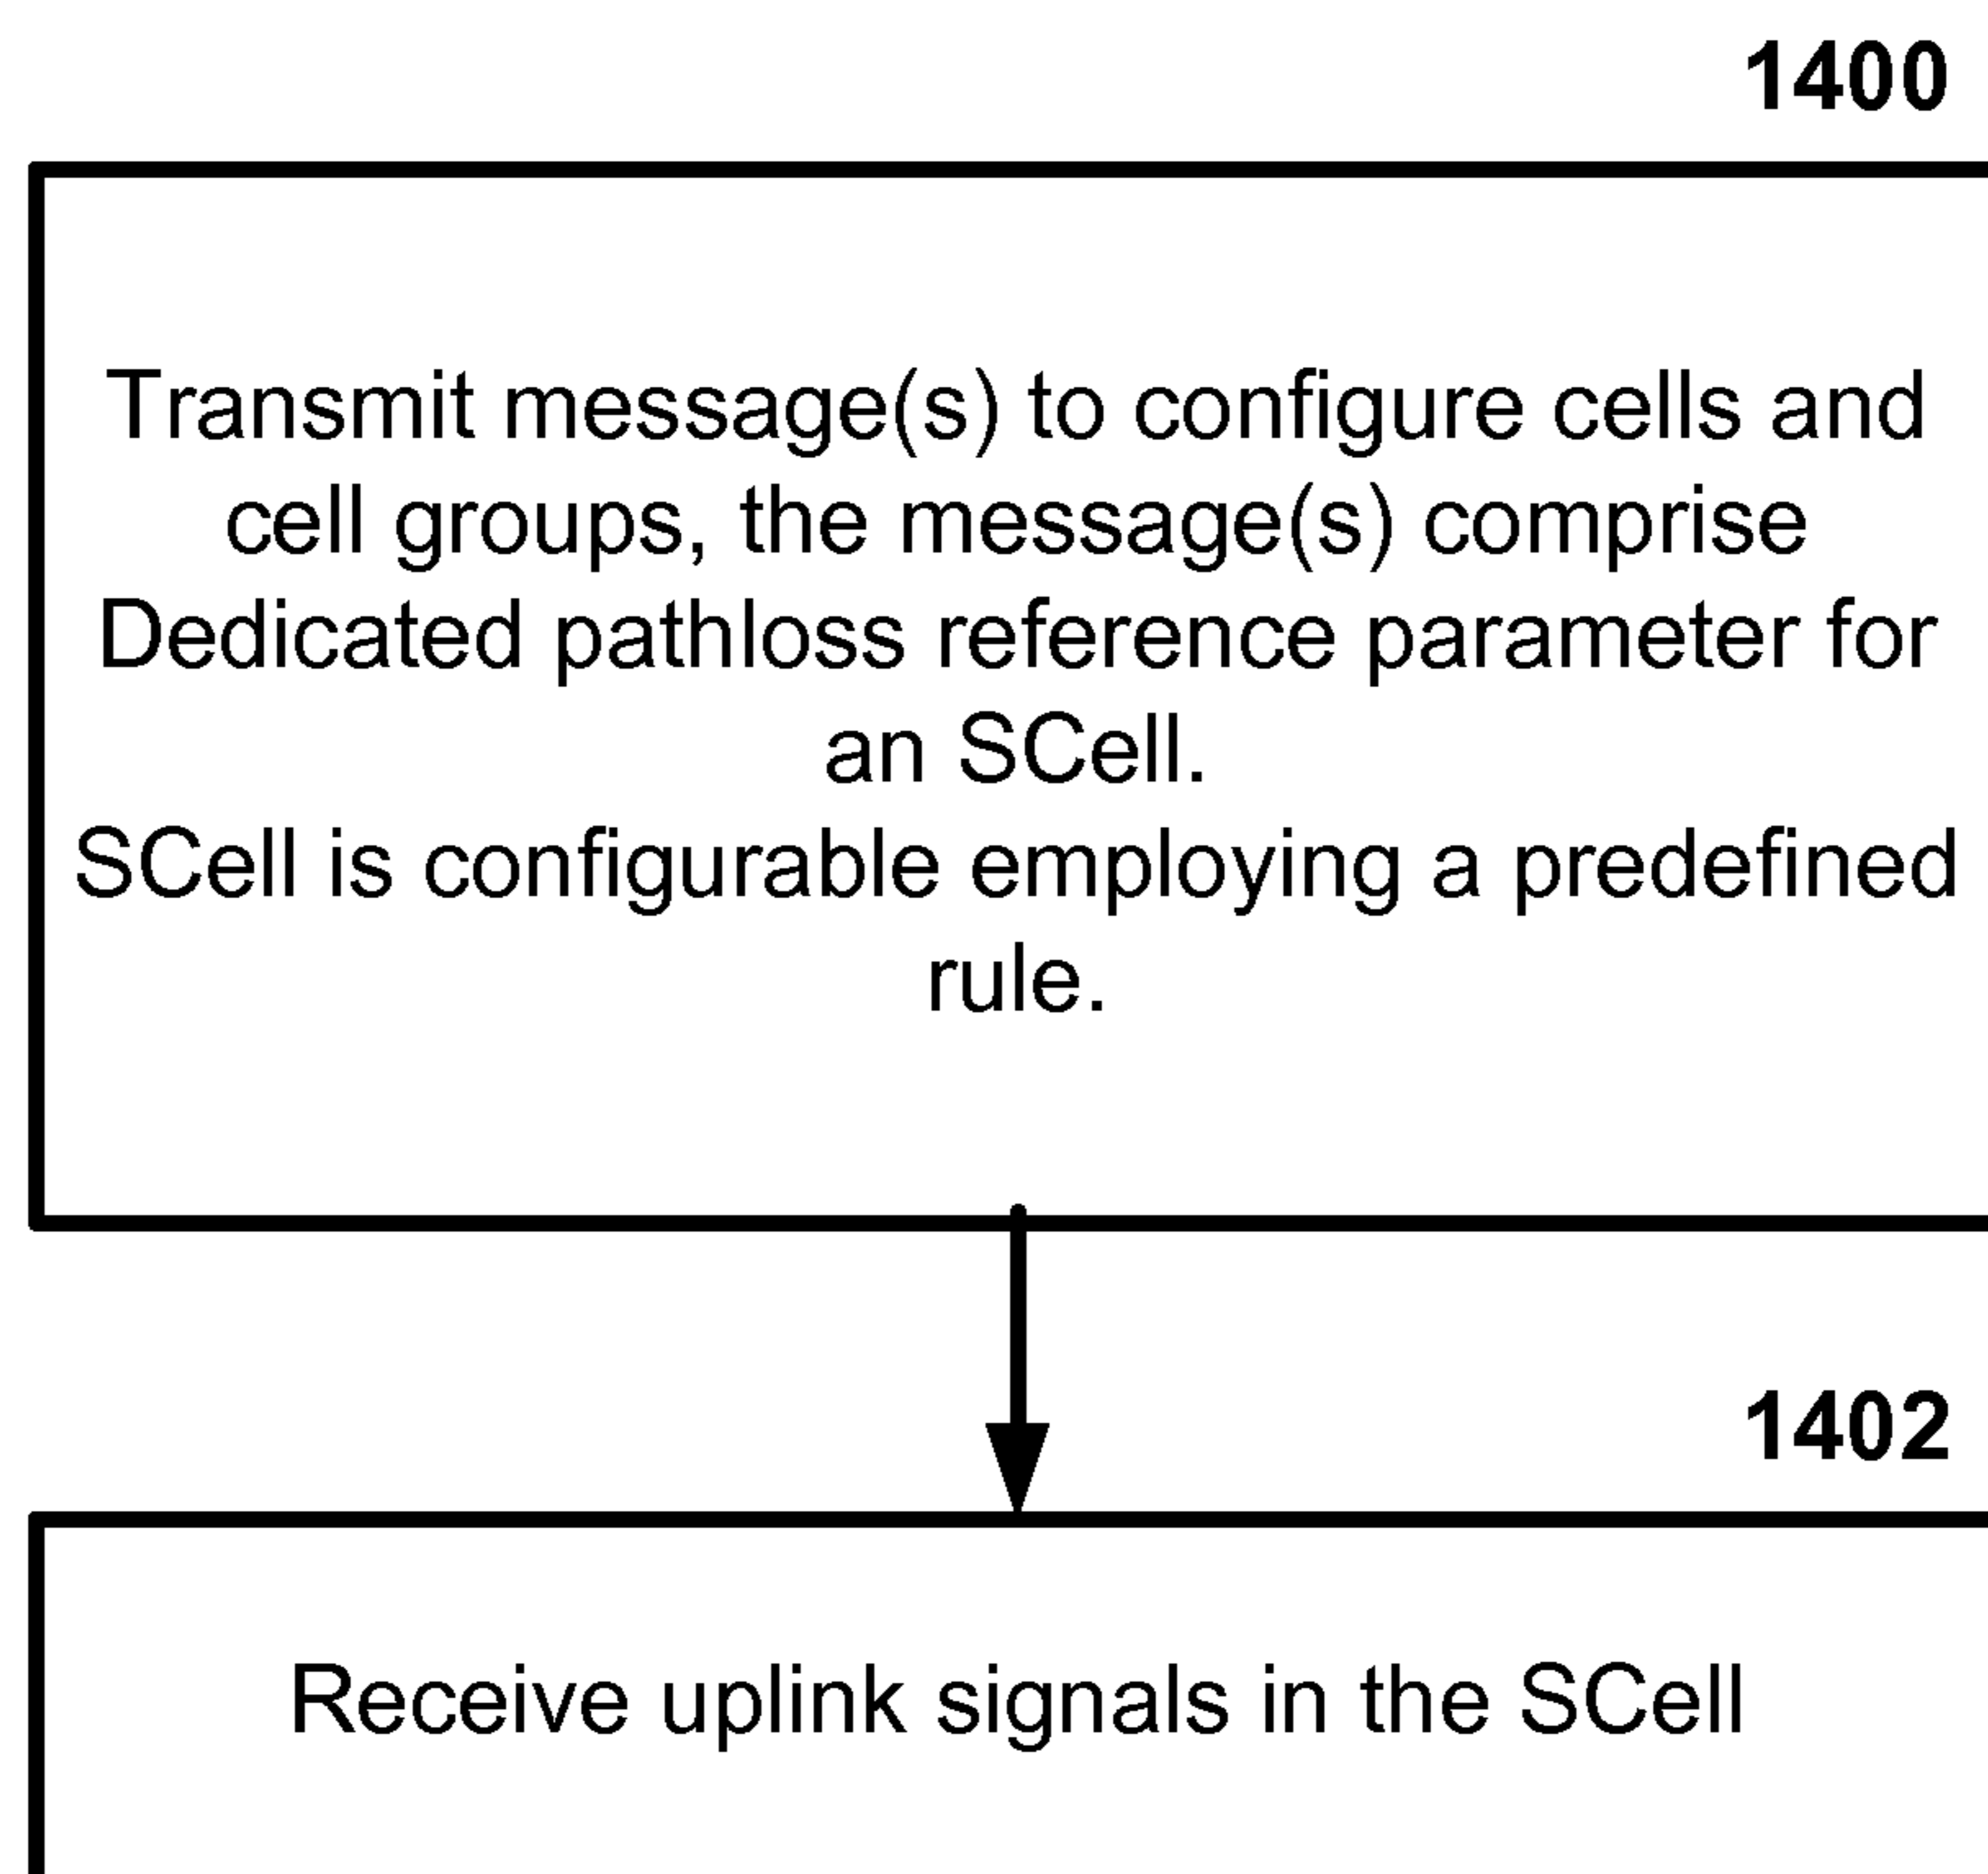 1400
Transmit message(s) to configure cells and
cell groups, the message(s) comprise
Dedicated pathloss reference parameter for
an SCell.
SCell is configurable employing a predefined
rule.
1402
Receive uplink signals in the SCell